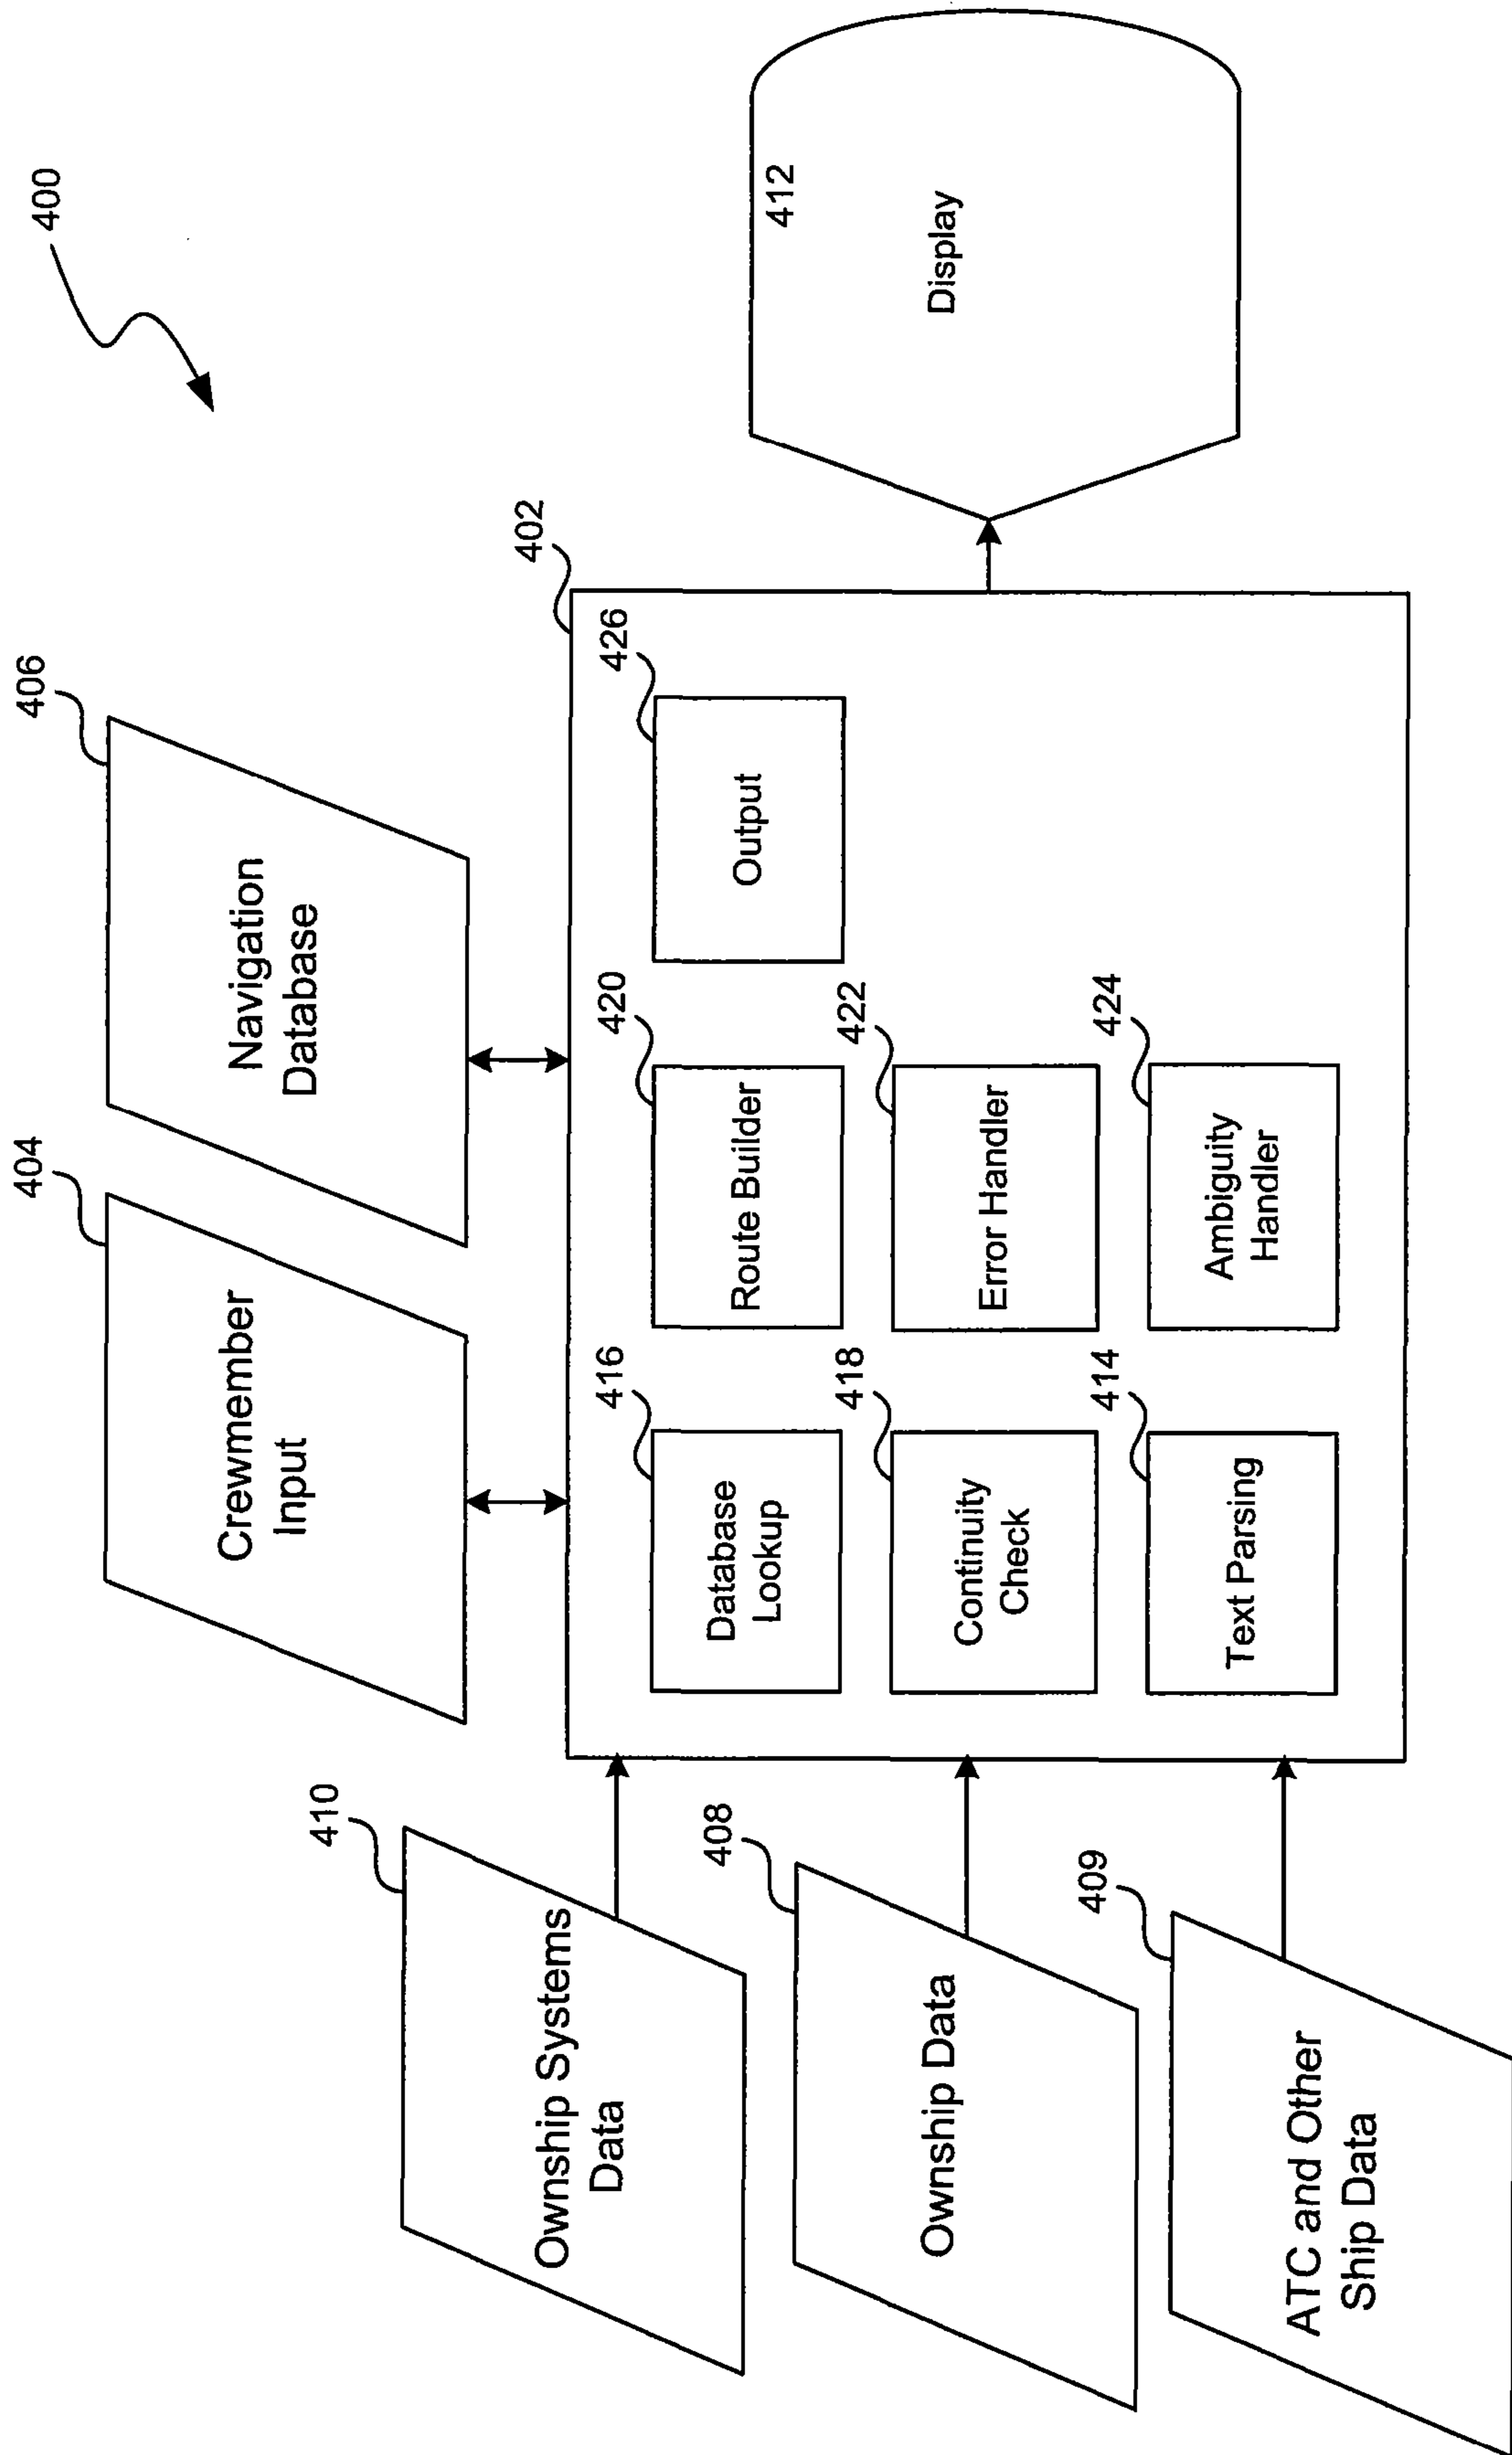 400
404
406
Crewmember
Input
Navigation
Database
402
410
Ownship Systems
Data
416
Database
Lookup
420
Route Builder
426
Output
412
Display
408
Ownship Data
418
Continuity
Check
422
Error Handler
409
ATC and Other
Ship Data
414
Text Parsing
424
Ambiguity
Handler